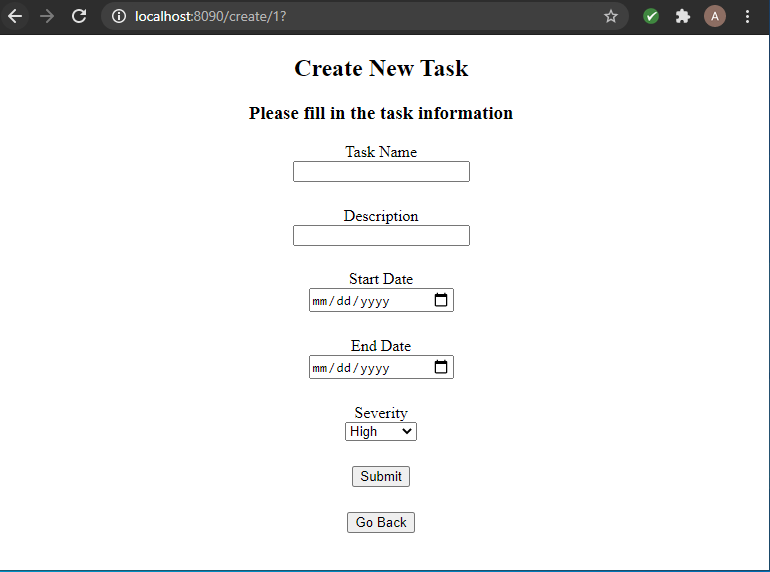 localhost:8090/create/1?
A
Create New Task
Please fill in the task information
Task Name
Description
Start Date
mm/dd/yyyy
End Date
mm/dd/yyyy
Severity
High
Submit
Go Back